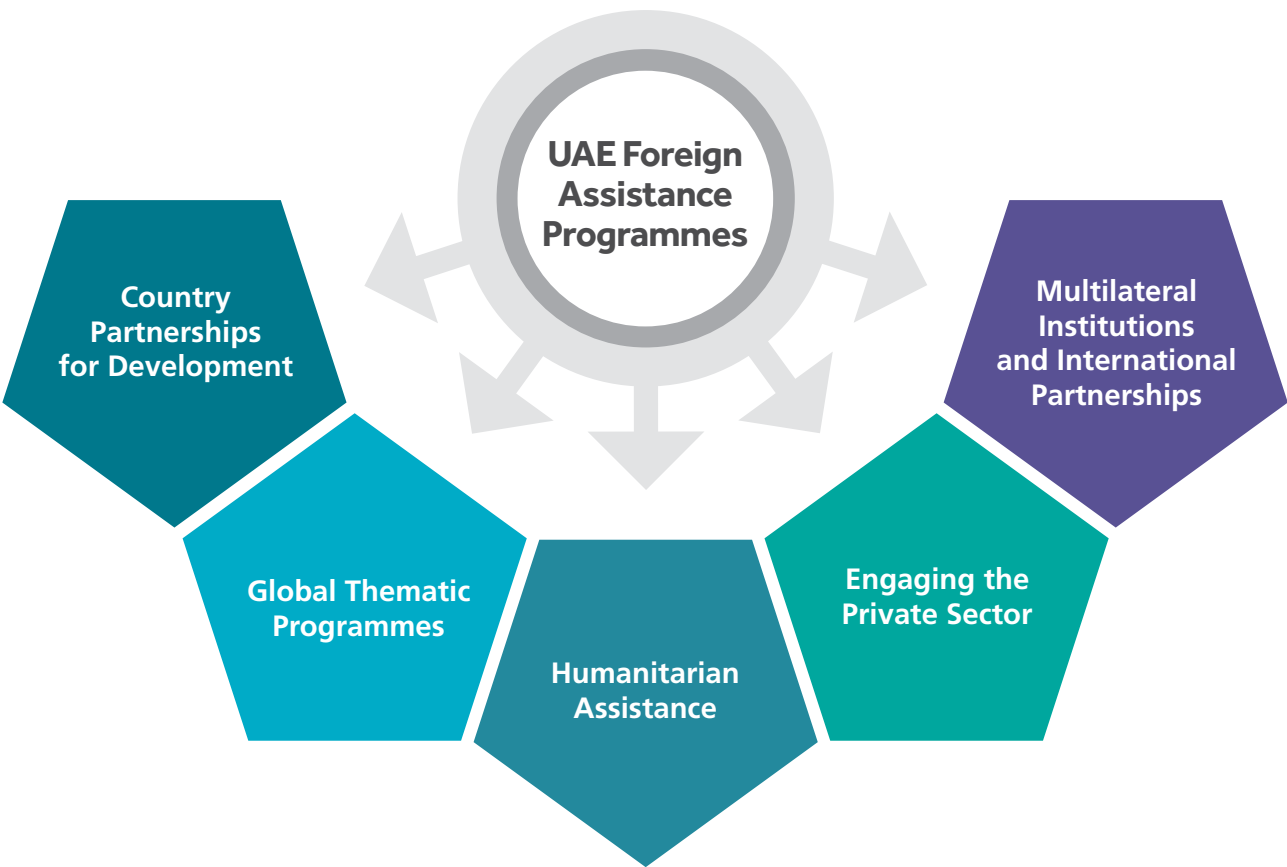 UAE Foreign
Assistance
Programmes
Country
Partnerships
for Development
Global Thematic
Programmes
Humanitarian
Assistance
Engaging the
Private Sector
Multilateral
Institutions
and International
Partnerships